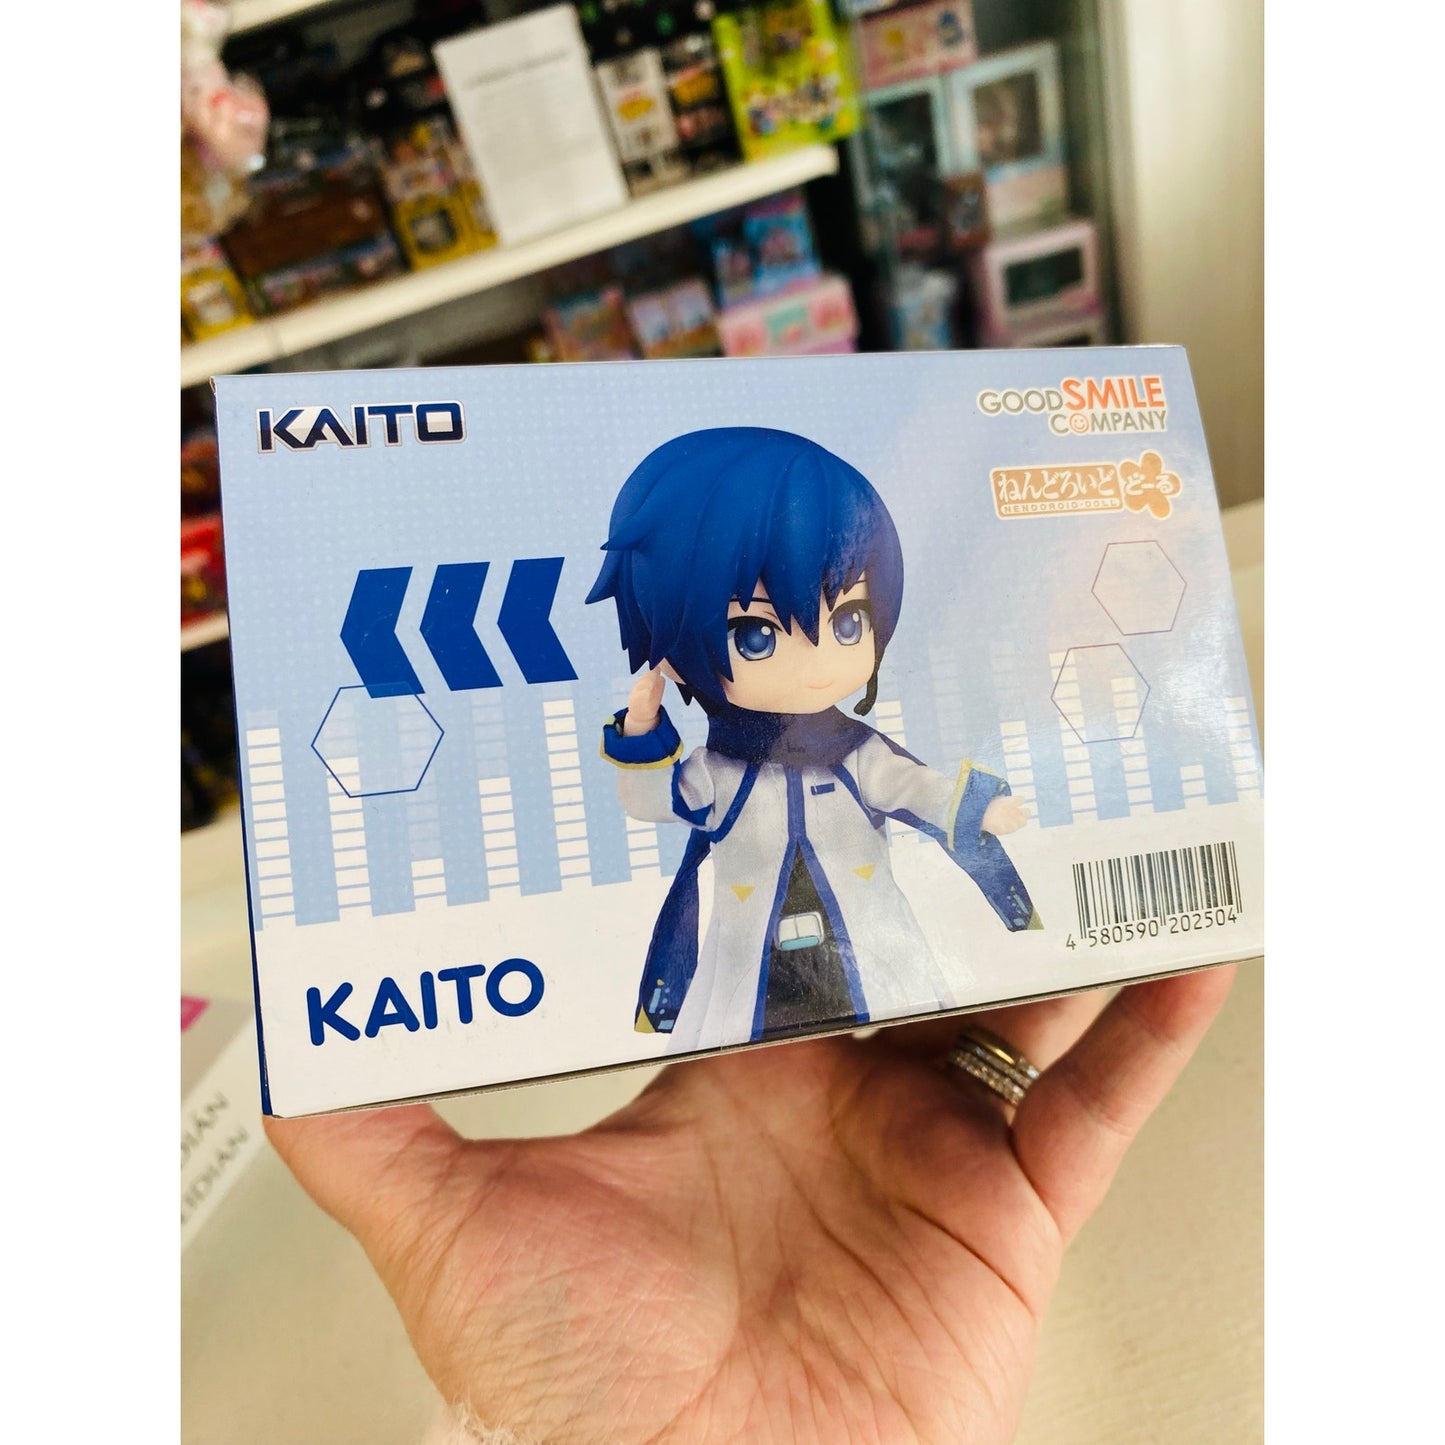 KAITO
GOOD SMILE
COMPANY
ねんどろいど どーる
NENDOROID-DOLL
4 580590 202504
KAITO